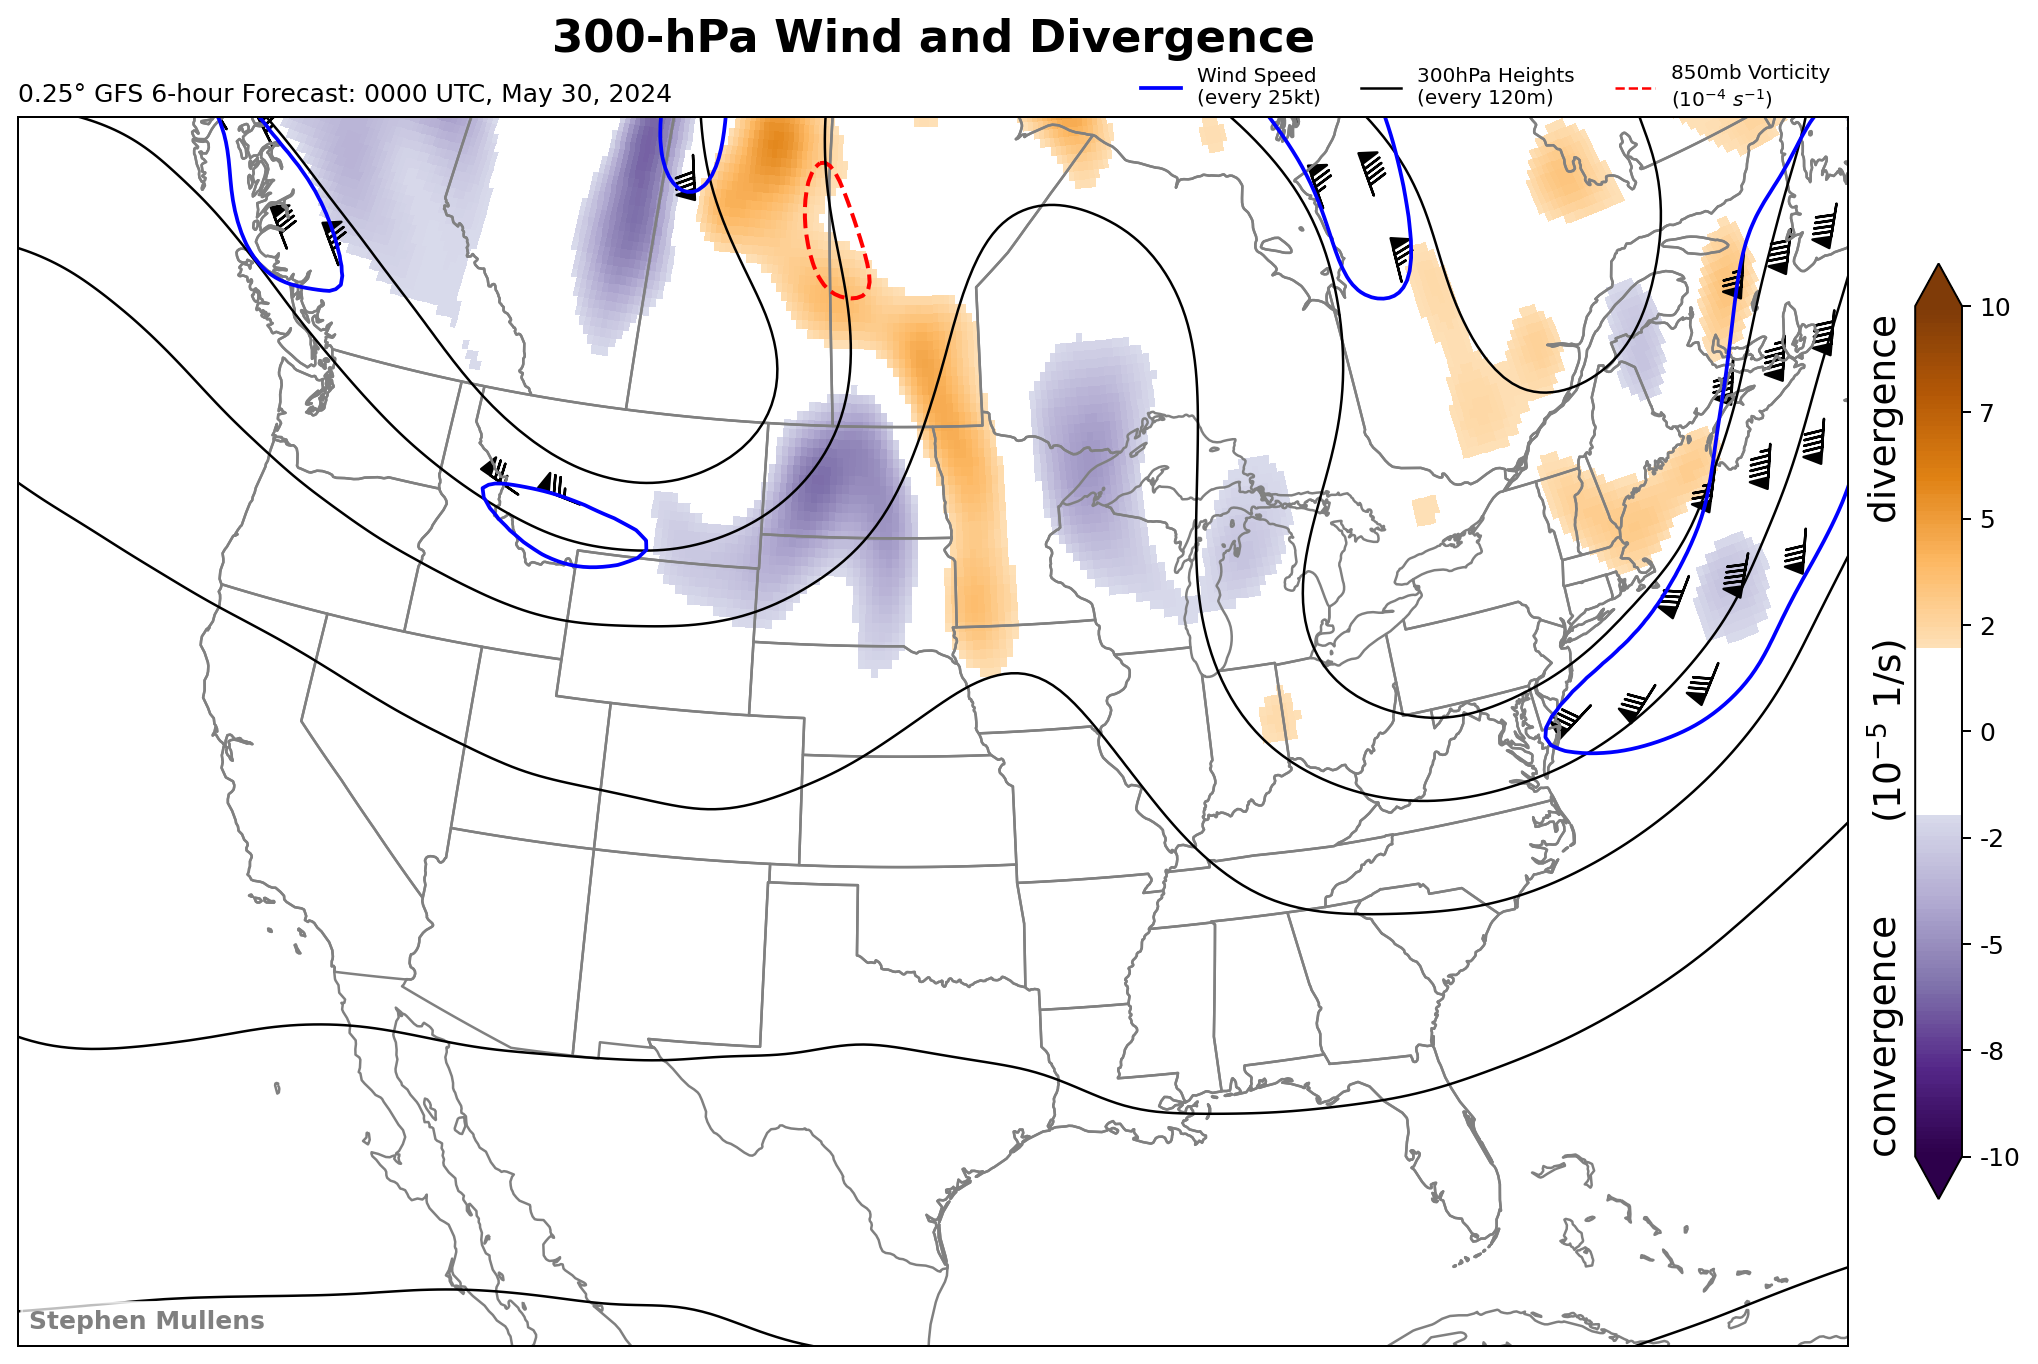 300-hPa Wind and Divergence
0.25° GFS 6-hour Forecast: 0000 UTC, May 30, 2024
Wind Speed
(every 25kt)
300hPa Heights
(every 120m)
850mb Vorticity
(10⁻⁴ s⁻¹)
10
7
5
2
0
-2
-5
-8
-10
convergence (10⁻⁵ 1/s) divergence
Stephen Mullens